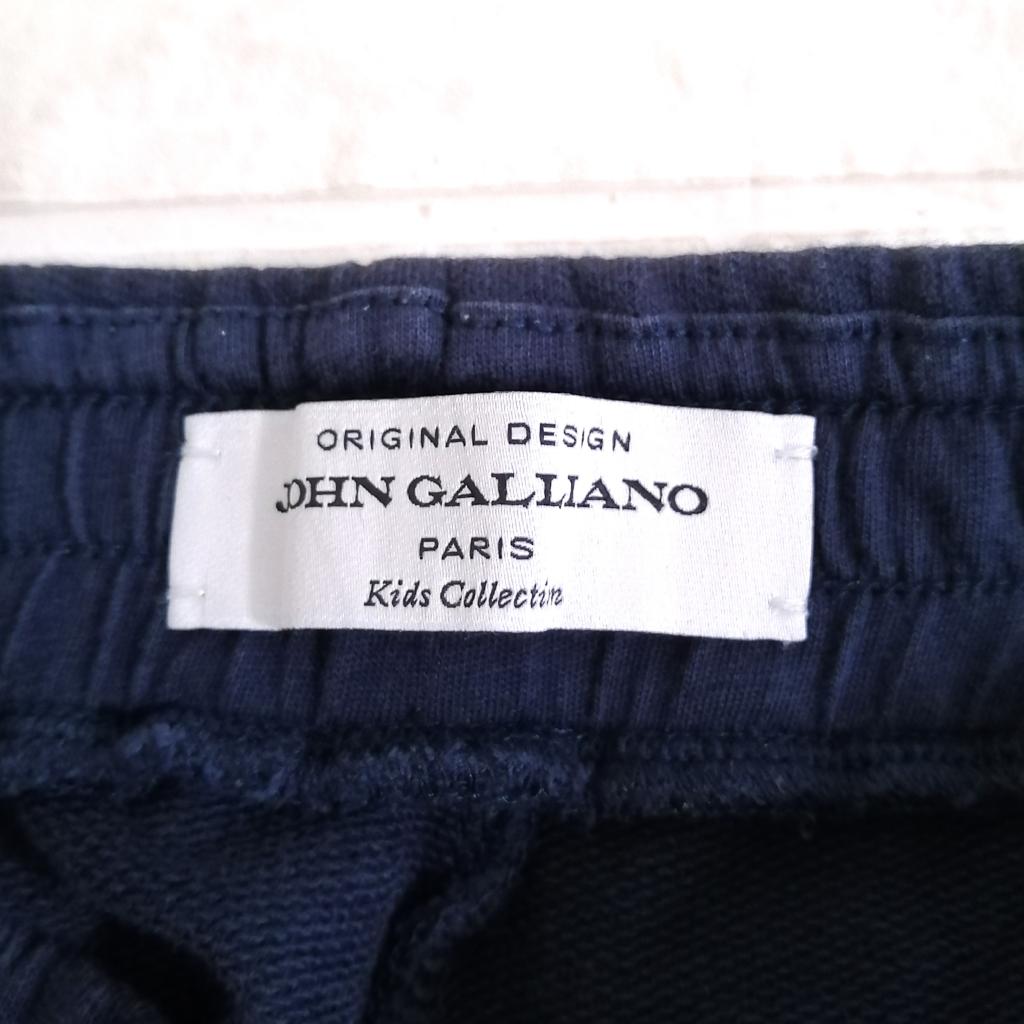 ORIGINAL DESIGN
JOHN GALLIANO
PARIS
Kids Collection